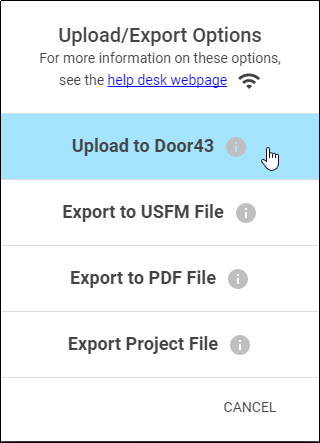 Upload/Export Options
For more information on these options,
see the help desk webpage
Upload to Door43
Export to USFM File
Export to PDF File
Export Project File
CANCEL